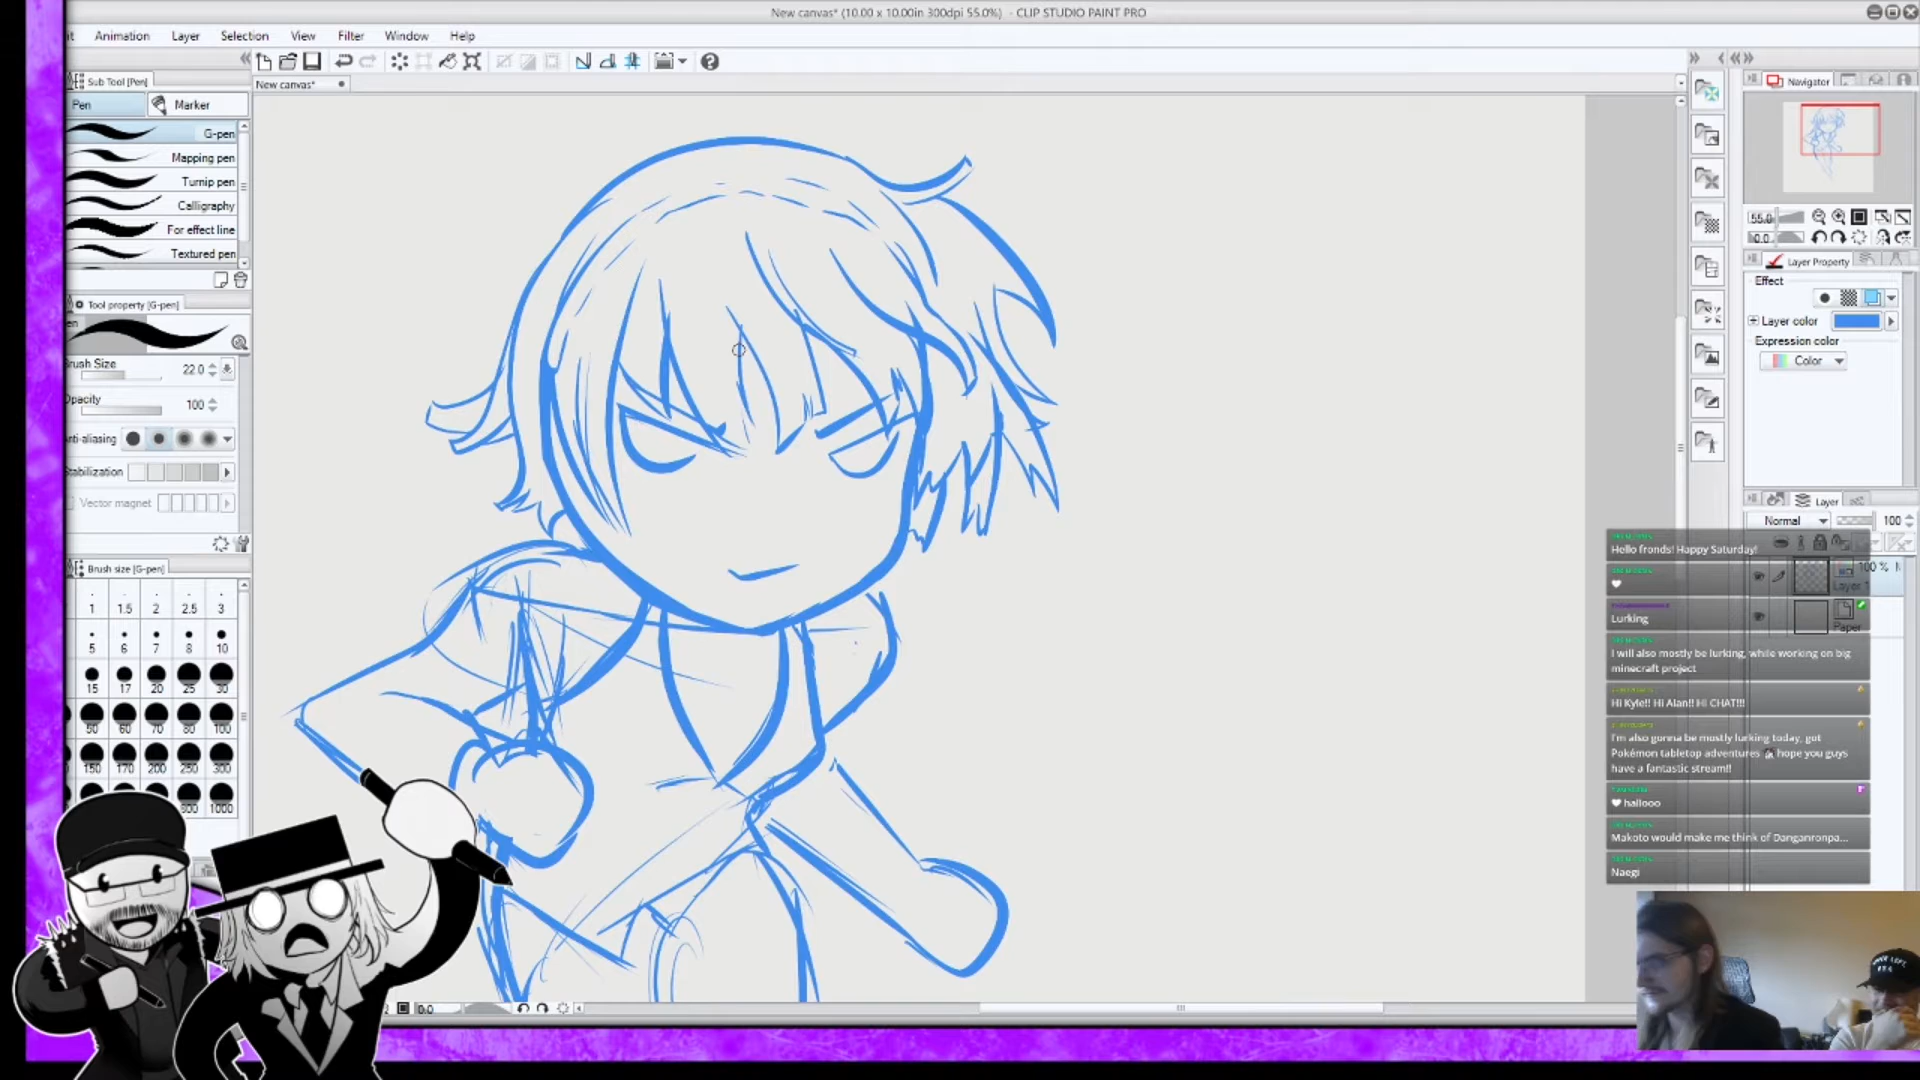 New canvas* (10.00 x 10.00in 300dpi 55.0%) - CLIP STUDIO PAINT PRO
Animation Layer Selection View Filter Window Help
Sub Tool [Pen]
New canvas*
Navigator
Pen
Marker
G-pen
Mapping pen
Turnip pen
Calligraphy
For effect line
Textured pen
55.0
0.0
Layer Property
Effect
Tool property [G-pen]
Layer color
Expression color
Color
Brush Size 22.0
Opacity 100
Anti-aliasing
Stabilization
Vector magnet
Layer
Normal 100
Brush size [G-pen]
1 1.5 2 2.5 3
5 6 7 8 10
15 17 20 25 30
50 60 70 80 100
150 170 200 250 300
1000
100 %
Layer 1
Paper
Hello fronds! Happy Saturday!
Lurking
I will also mostly be lurking, while working on big
minecraft project
Hi Kyle!! Hi Alan!! Hi CHAT!!!
I'm also gonna be mostly lurking today, got
Pokémon tabletop adventures hope you guys
have a fantastic stream!!
hallooo
Makoto would make me think of Danganronpa...
Naegi
0.0